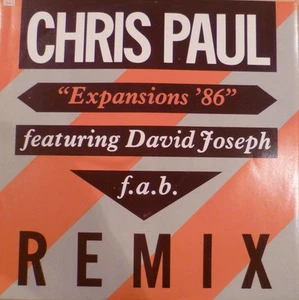 CHRIS PAUL
"Expansions '86"
featuring David Joseph
f.a.b.
REMIX